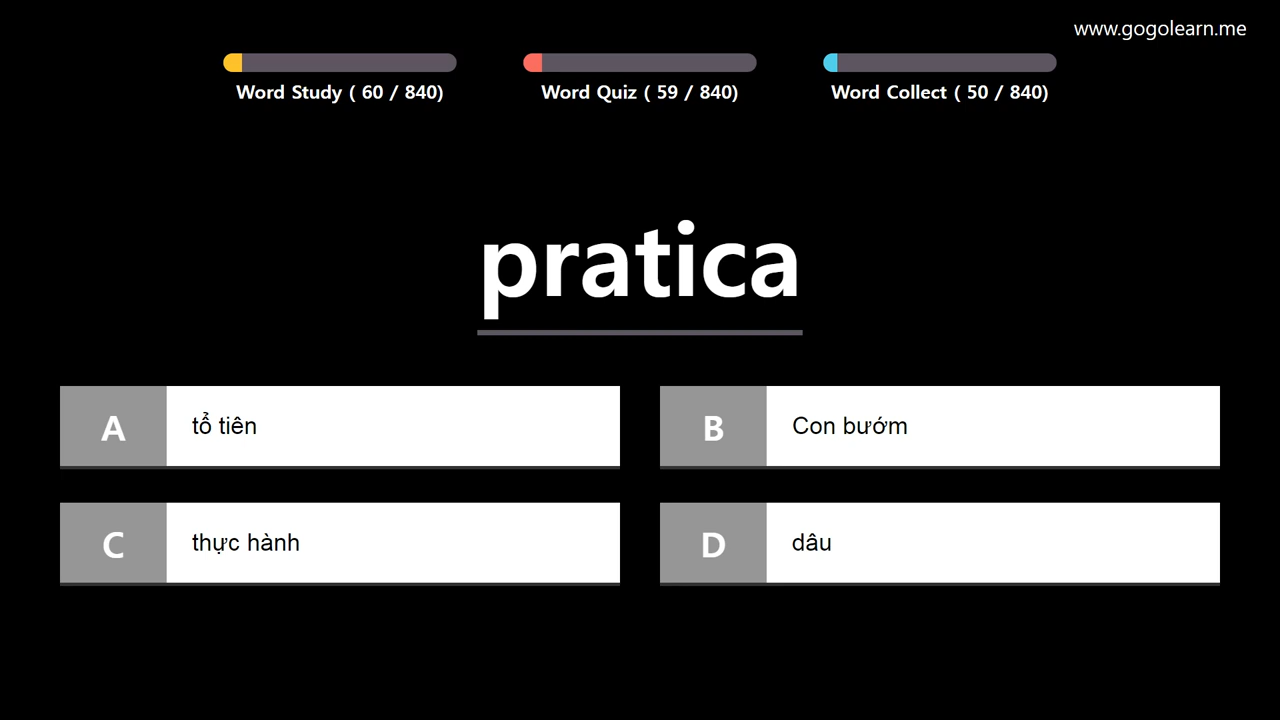 www.gogolearn.me
Word Study ( 60 / 840)
Word Quiz ( 59 / 840)
Word Collect ( 50 / 840)
pratica
A
tổ tiên
B
Con bướm
C
thực hành
D
dâu